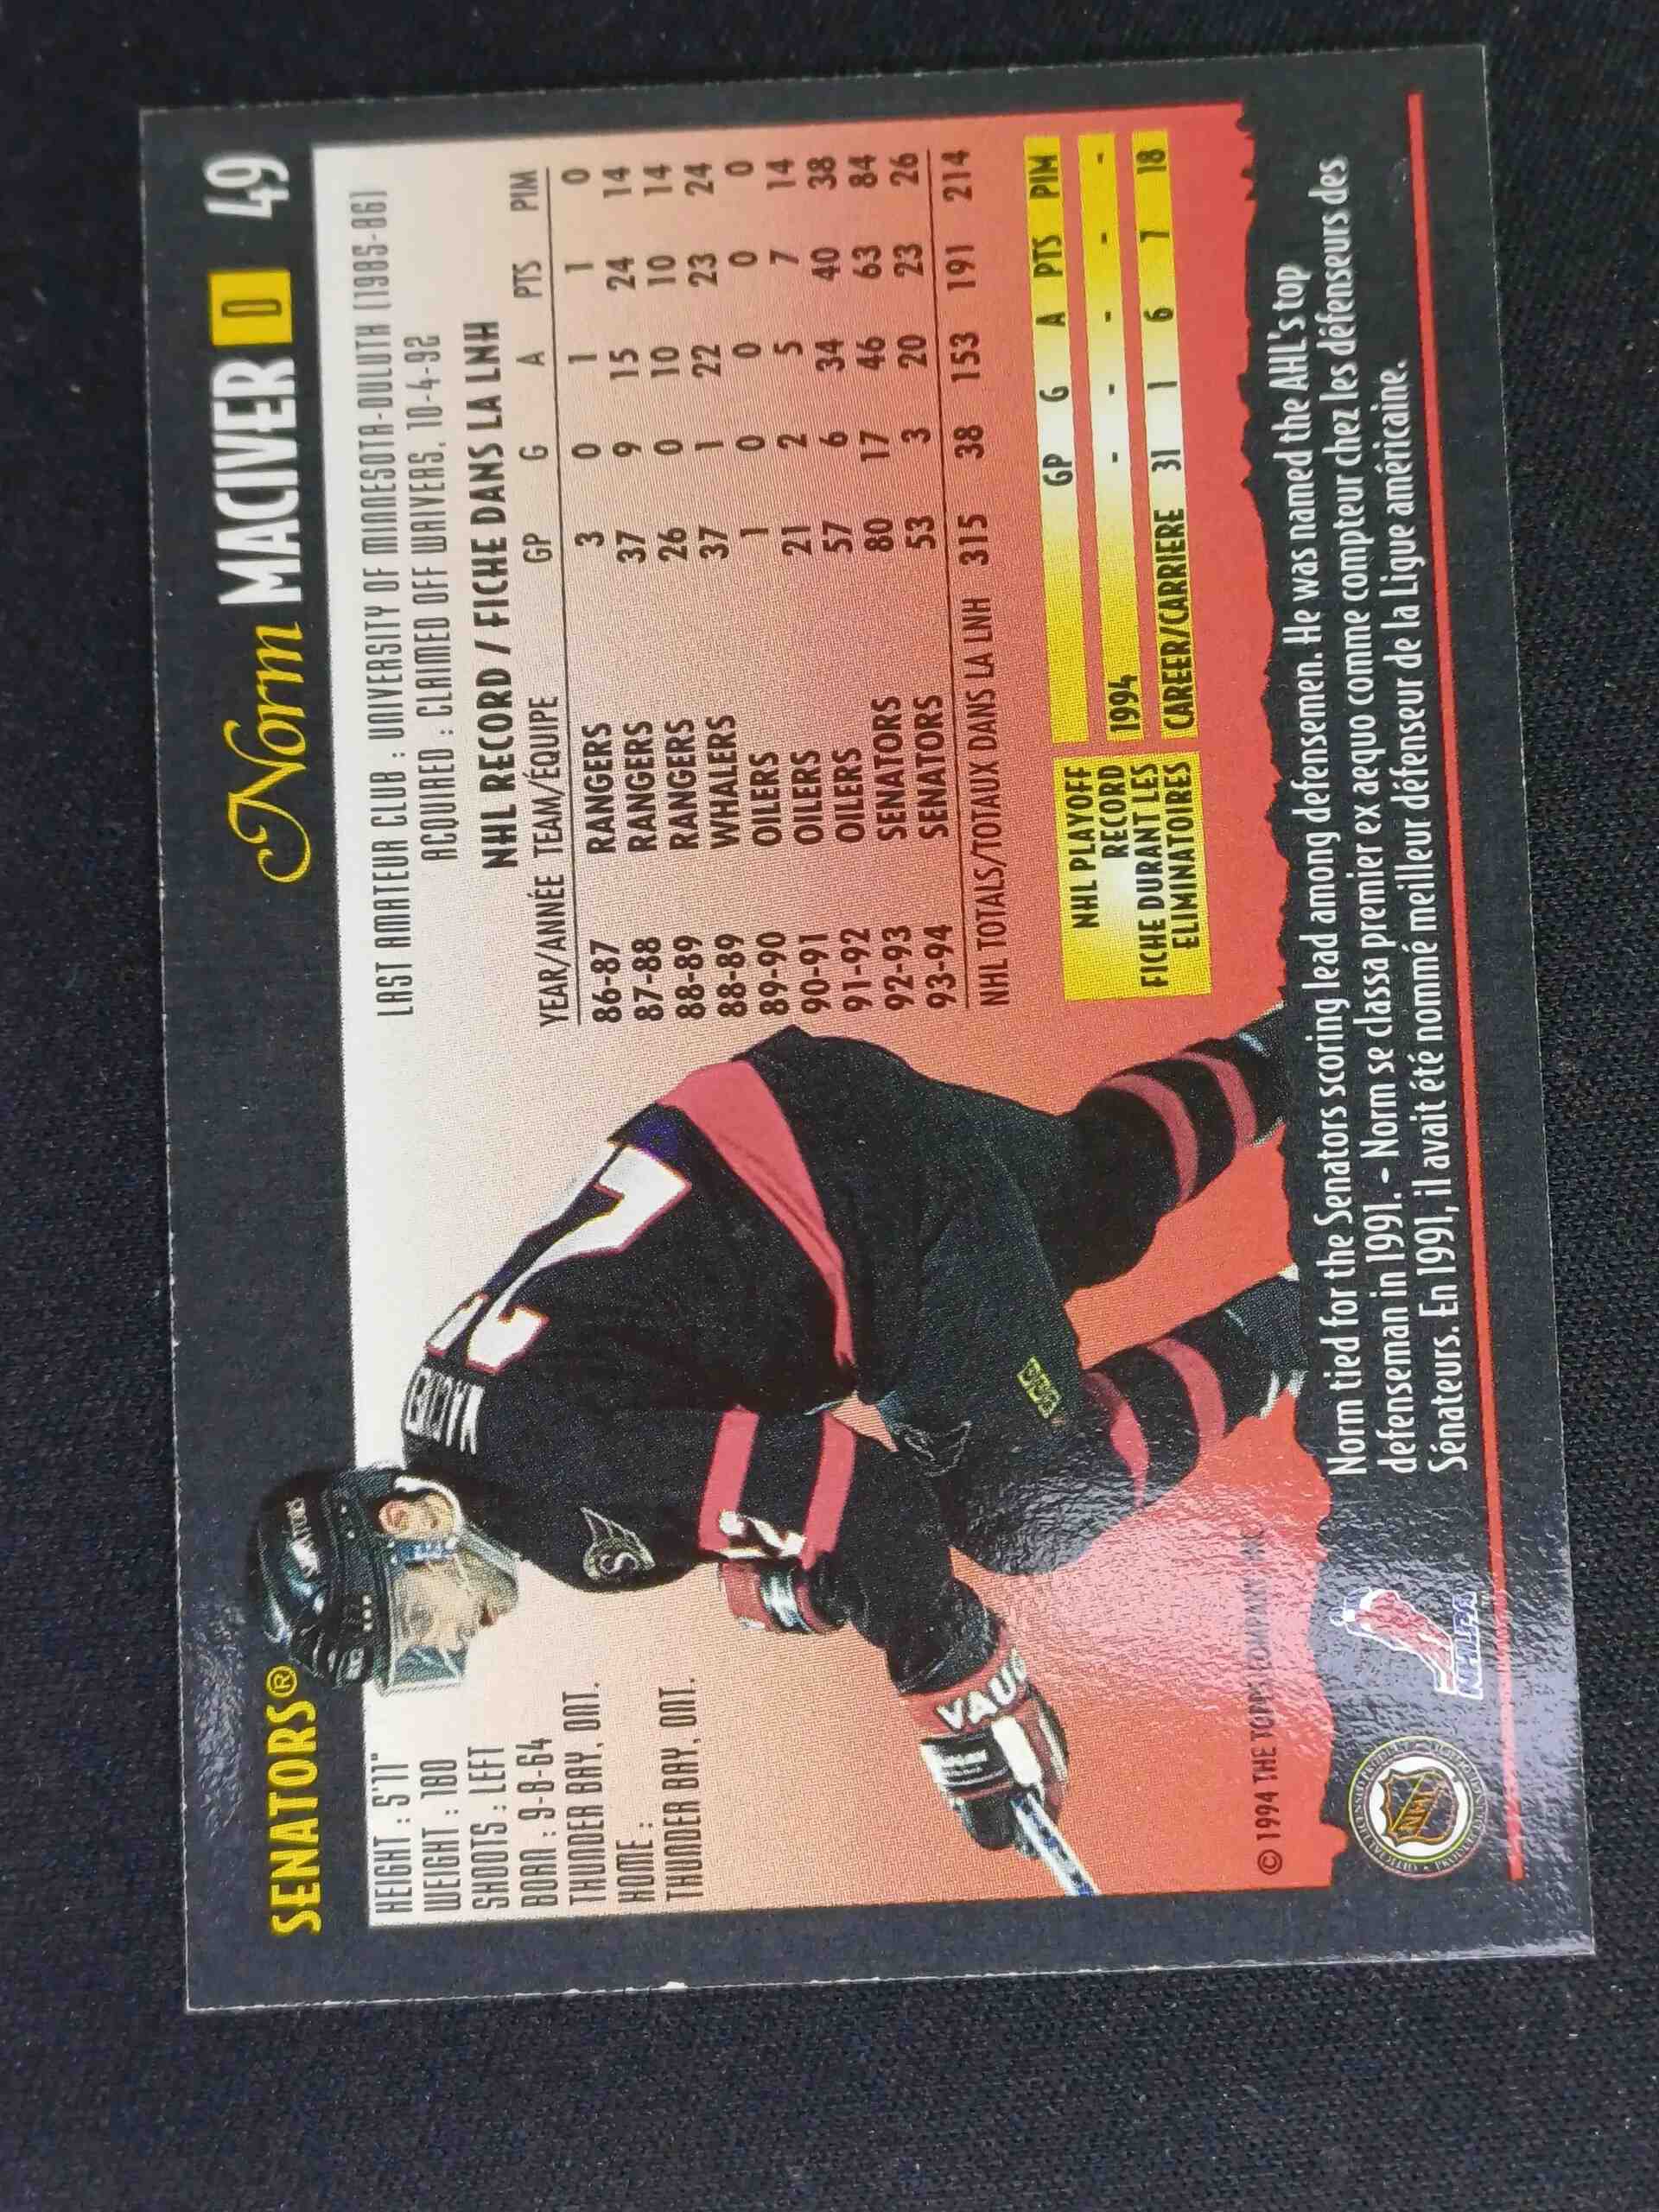 SENATORS®
Norm MACIVER D 49
HEIGHT : 5'11"
WEIGHT : 180
SHOOTS : LEFT
BORN : 9-8-64
THUNDER BAY, ONT.
HOME :
THUNDER BAY, ONT.
LAST AMATEUR CLUB : UNIVERSITY OF MINNESOTA-DULUTH (1985-86)
ACQUIRED : CLAIMED OFF WAIVERS, 10-4-92
NHL RECORD / FICHE DANS LA LNH
YEAR/ANNÉE TEAM/ÉQUIPE GP G A PTS PIM
86-87 RANGERS 3 0 1 1 0
87-88 RANGERS 37 9 15 24 14
88-89 RANGERS 26 0 10 10 14
88-89 WHALERS 37 1 22 23 24
89-90 OILERS 1 0 0 0 0
90-91 OILERS 21 2 5 7 14
91-92 OILERS 57 6 34 40 38
92-93 SENATORS 80 17 46 63 84
93-94 SENATORS 53 3 20 23 26
NHL TOTALS/TOTAUX DANS LA LNH 315 38 153 191 214
NHL PLAYOFF
RECORD
FICHE DURANT LES
ELIMINATOIRES
GP G A PTS PIM
1994 - - - - -
CAREER/CARRIERE 31 1 6 7 18
MACIVER
2
VAUG
© 1994 THE TOPPS COMPANY, INC.
Norm tied for the Senators scoring lead among defensemen. He was named the AHL's top
defenseman in 1991. - Norm se classa premier ex aequo comme compteur chez les défenseurs des
Sénateurs. En 1991, il avait été nommé meilleur défenseur de la Ligue américaine.
NHL
NHLPA